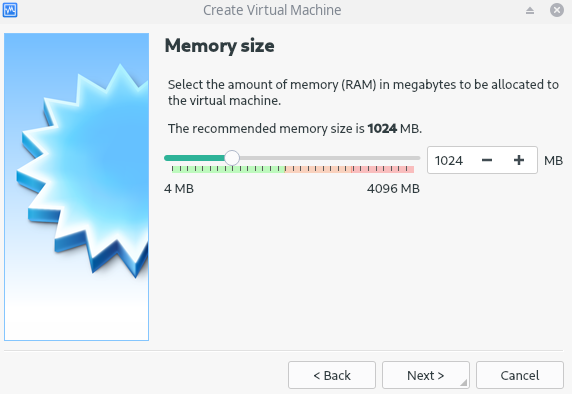 Create Virtual Machine
Memory size
Select the amount of memory (RAM) in megabytes to be allocated to
the virtual machine.
The recommended memory size is 1024 MB.
1024 MB
4 MB 4096 MB
< Back Next > Cancel